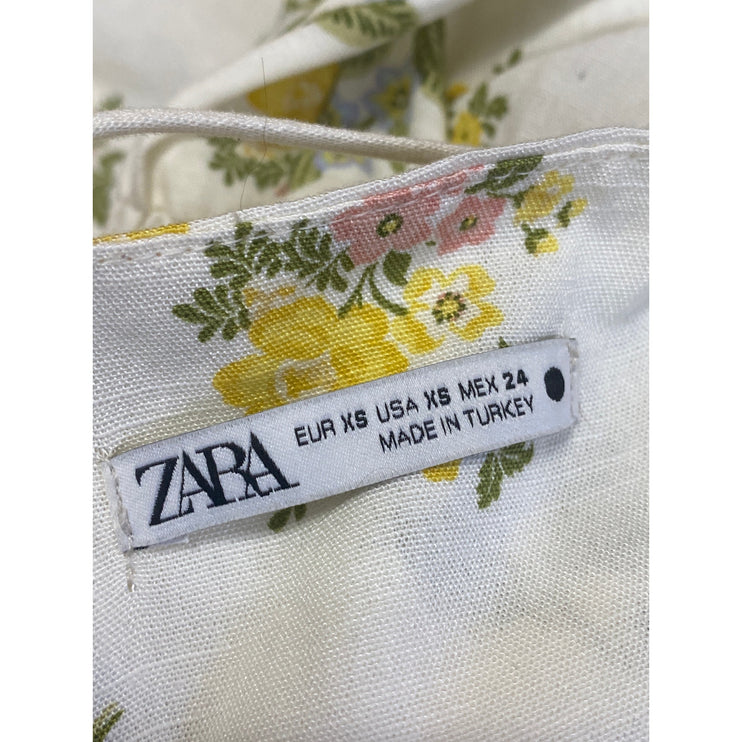 ZARA
EUR XS USA XS MEX 24
MADE IN TURKEY